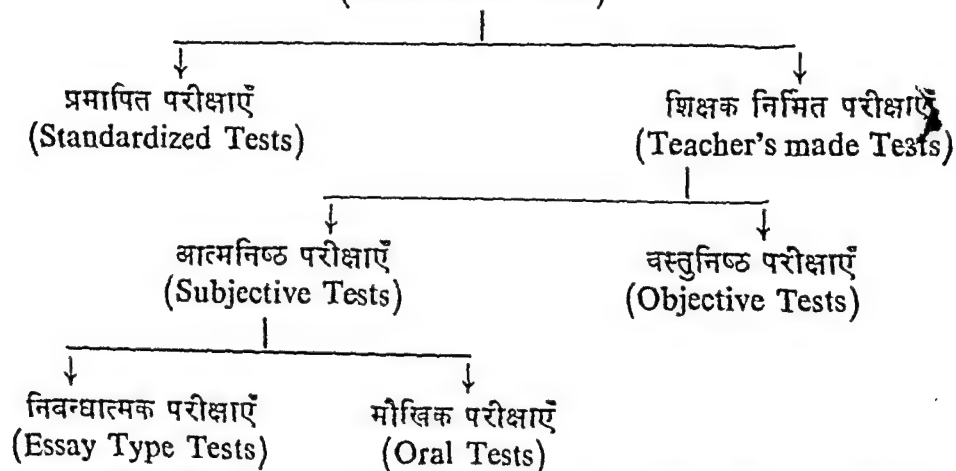 प्रमापित परीक्षाएँ
(Standardized Tests)
शिक्षक निर्मित परीक्षाएँ
(Teacher's made Tests)
आत्मनिष्ठ परीक्षाएँ
(Subjective Tests)
वस्तुनिष्ठ परीक्षाएँ
(Objective Tests)
निबन्धात्मक परीक्षाएँ
(Essay Type Tests)
मौखिक परीक्षाएँ
(Oral Tests)